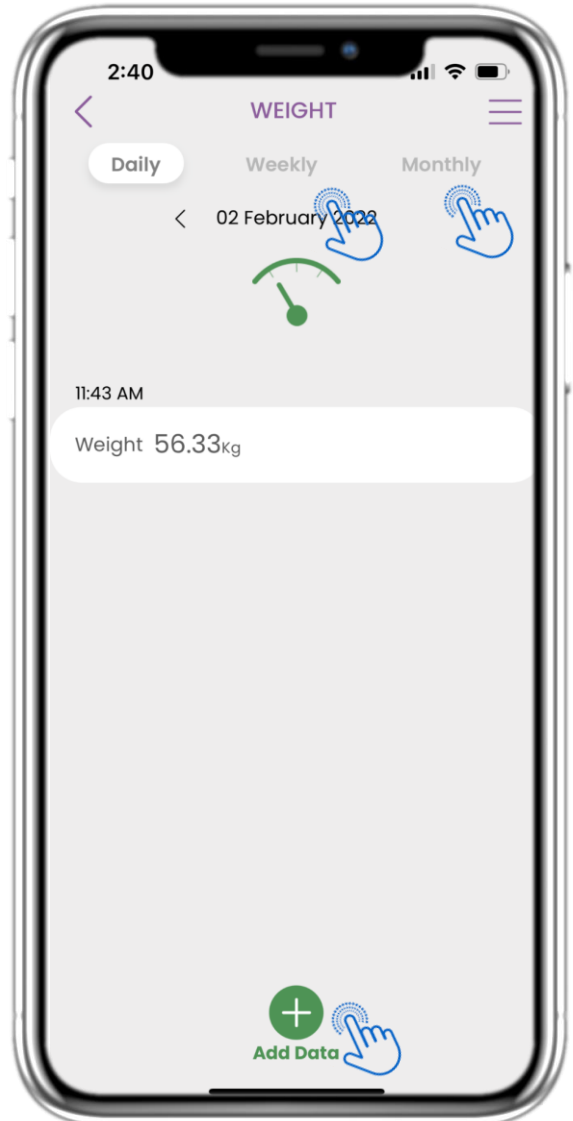 2:40
WEIGHT
Daily Weekly Monthly
02 February 2022
11:43 AM
Weight 56.33Kg
Add Data